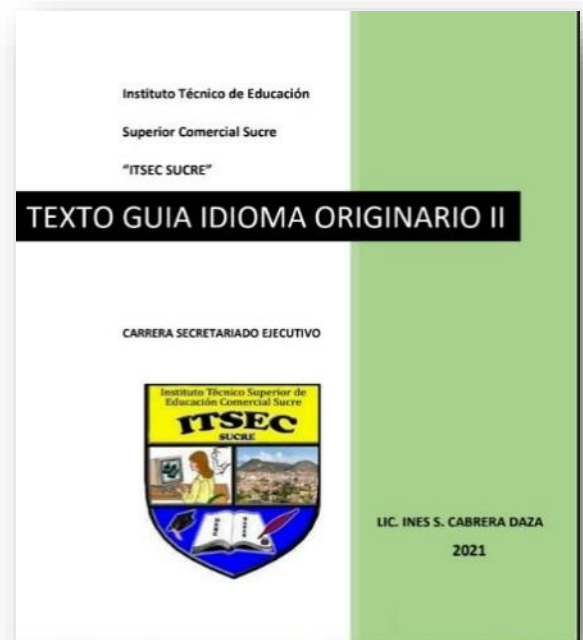 Instituto Técnico de Educación
Superior Comercial Sucre
“ITSEC SUCRE”
TEXTO GUIA IDIOMA ORIGINARIO II
CARRERA SECRETARIADO EJECUTIVO
Instituto Técnico Superior de
Educación Comercial Sucre
ITSEC
SUCRE
LIC. INES S. CABRERA DAZA
2021